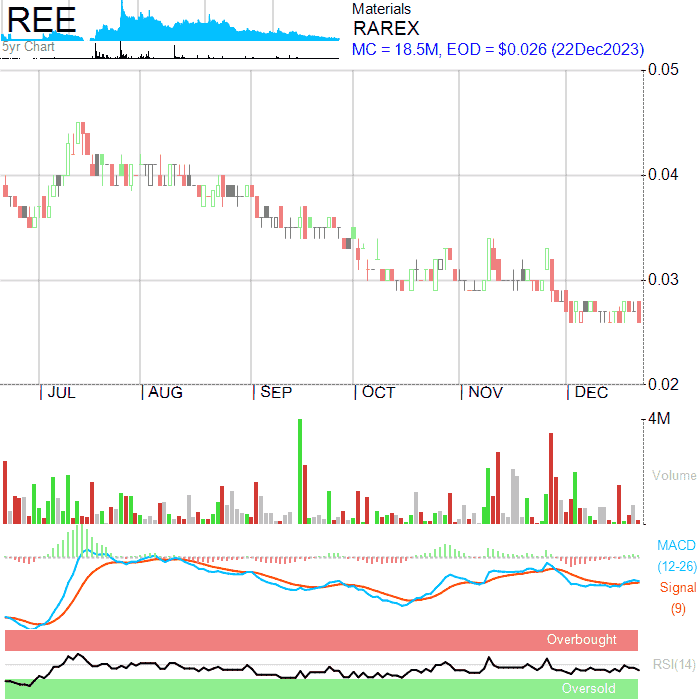 REE
5yr Chart
Materials
RAREX
MC = 18.5M, EOD = $0.026 (22Dec2023)
0.05
0.04
0.03
0.02
JUL AUG SEP OCT NOV DEC
4M
Volume
MACD
(12-26)
Signal
(9)
Overbought
RSI(14)
Oversold